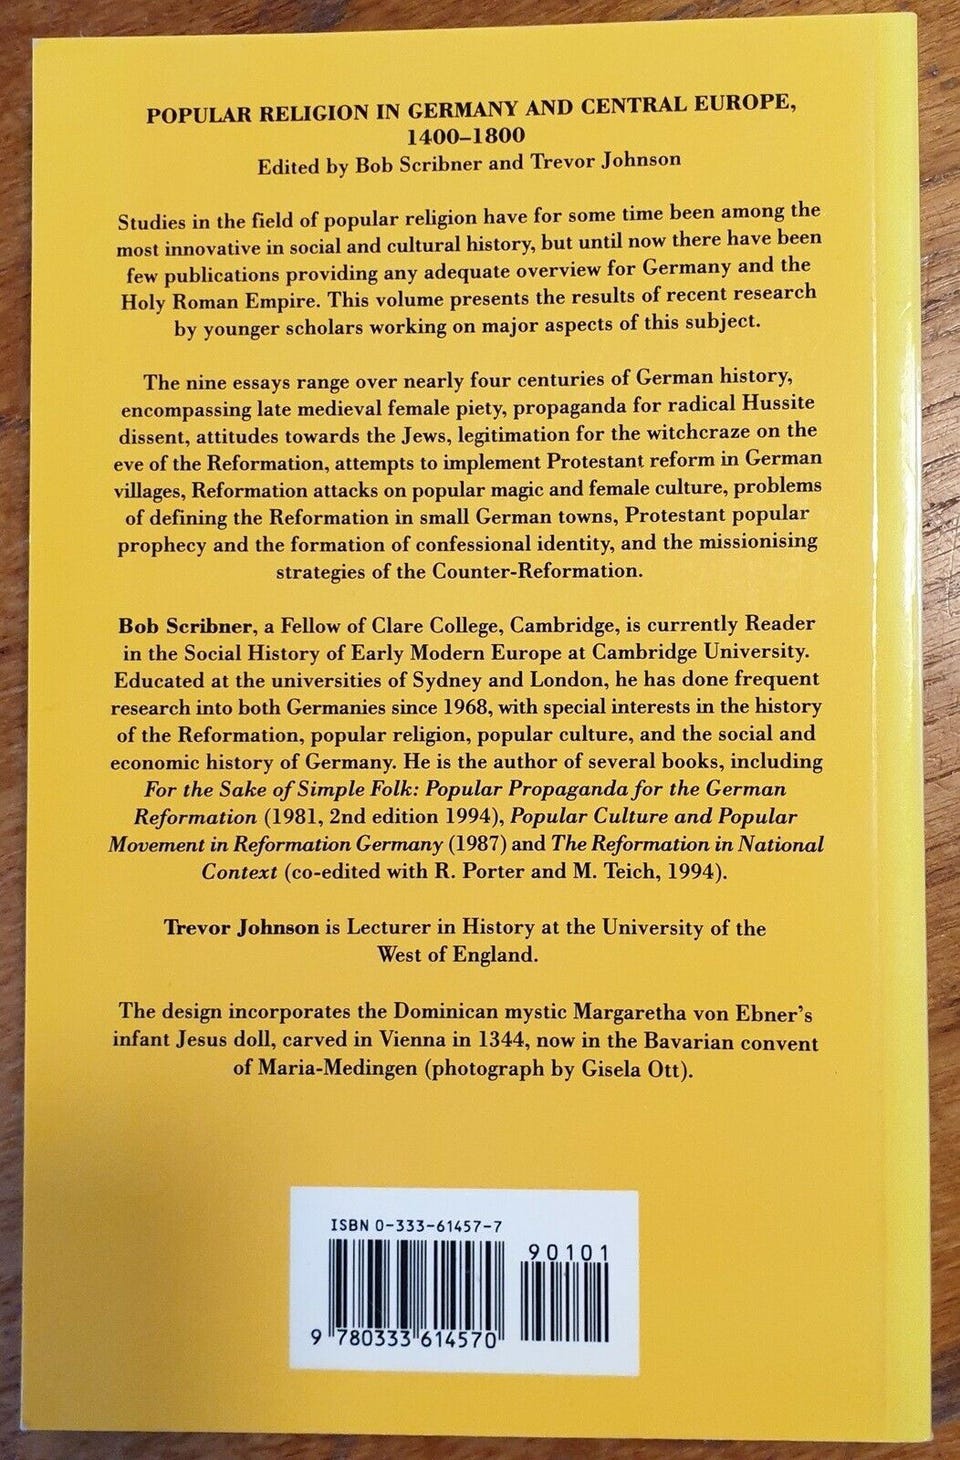 POPULAR RELIGION IN GERMANY AND CENTRAL EUROPE,
1400–1800
Edited by Bob Scribner and Trevor Johnson
Studies in the field of popular religion have for some time been among the
most innovative in social and cultural history, but until now there have been
few publications providing any adequate overview for Germany and the
Holy Roman Empire. This volume presents the results of recent research
by younger scholars working on major aspects of this subject.
The nine essays range over nearly four centuries of German history,
encompassing late medieval female piety, propaganda for radical Hussite
dissent, attitudes towards the Jews, legitimation for the witchcraze on the
eve of the Reformation, attempts to implement Protestant reform in German
villages, Reformation attacks on popular magic and female culture, problems
of defining the Reformation in small German towns, Protestant popular
prophecy and the formation of confessional identity, and the missionising
strategies of the Counter-Reformation.
Bob Scribner, a Fellow of Clare College, Cambridge, is currently Reader
in the Social History of Early Modern Europe at Cambridge University.
Educated at the universities of Sydney and London, he has done frequent
research into both Germanies since 1968, with special interests in the history
of the Reformation, popular religion, popular culture, and the social and
economic history of Germany. He is the author of several books, including
For the Sake of Simple Folk: Popular Propaganda for the German
Reformation (1981, 2nd edition 1994), Popular Culture and Popular
Movement in Reformation Germany (1987) and The Reformation in National
Context (co-edited with R. Porter and M. Teich, 1994).
Trevor Johnson is Lecturer in History at the University of the
West of England.
The design incorporates the Dominican mystic Margaretha von Ebner's
infant Jesus doll, carved in Vienna in 1344, now in the Bavarian convent
of Maria-Medingen (photograph by Gisela Ott).
ISBN 0-333-61457-7
90101
9 780333 614570